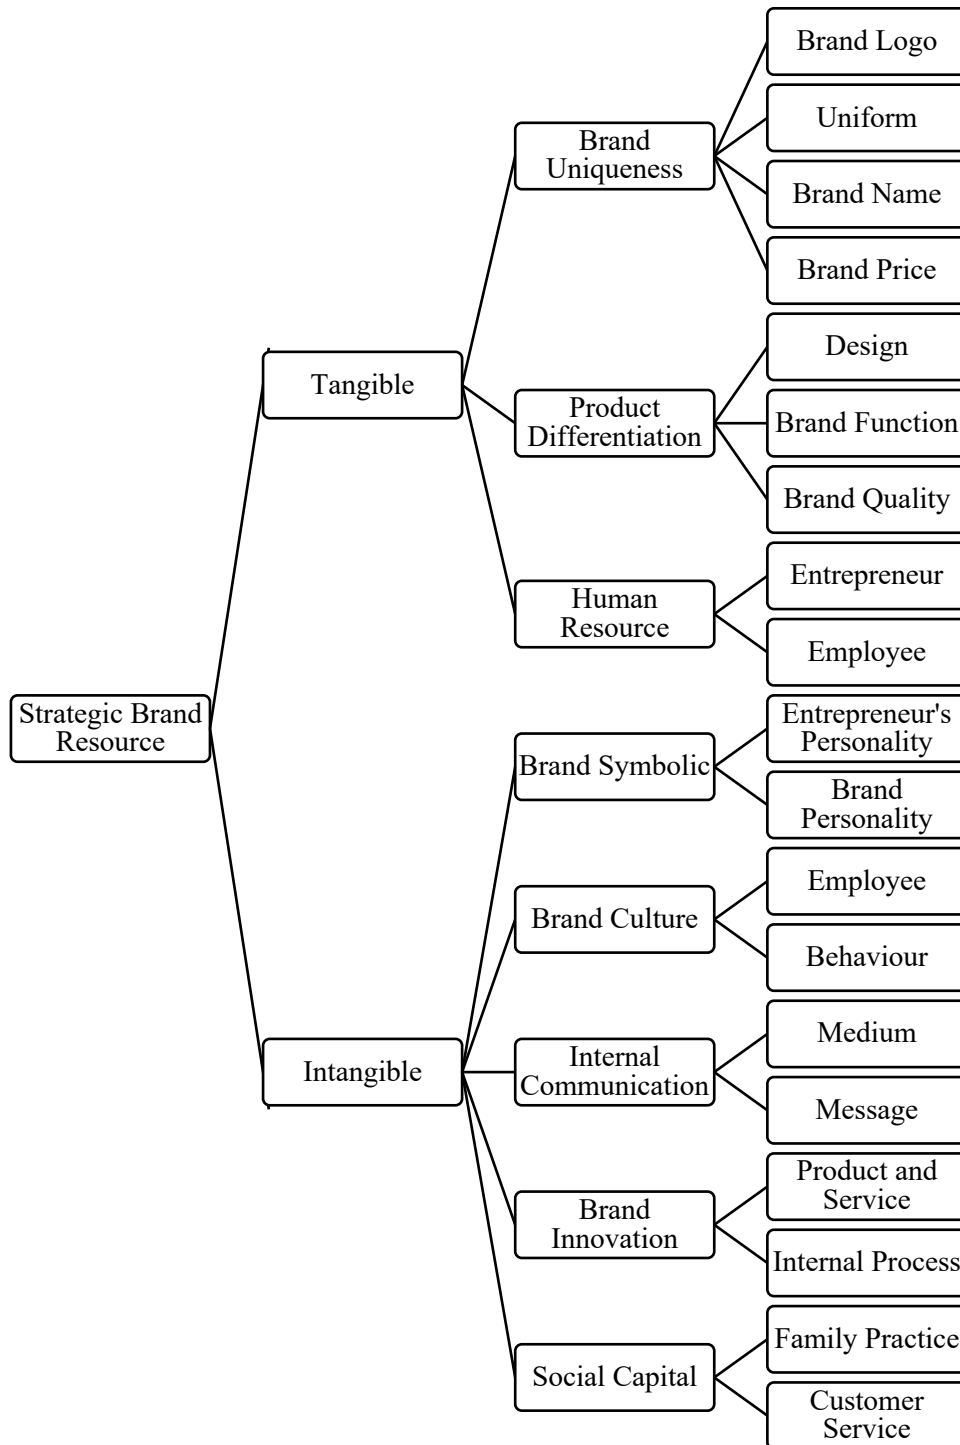 Brand Logo
Uniform
Brand
Uniqueness
Brand Name
Brand Price
Design
Tangible
Product
Differentiation
Brand Function
Brand Quality
Entrepreneur
Human
Resource
Employee
Strategic Brand
Resource
Entrepreneur's
Personality
Brand Symbolic
Brand
Personality
Employee
Brand Culture
Behaviour
Medium
Intangible
Internal
Communication
Message
Product and
Service
Brand
Innovation
Internal Process
Family Practice
Social Capital
Customer
Service